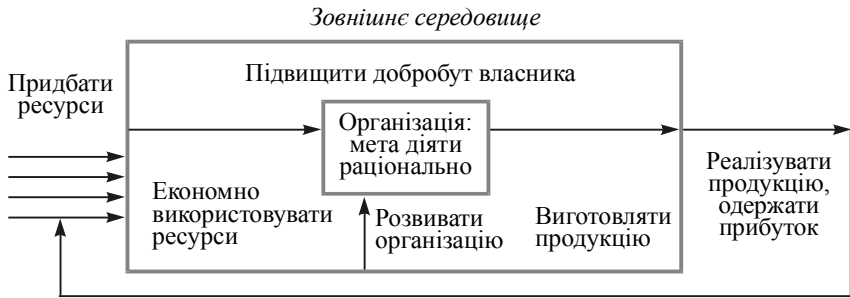 Зовнішнє середовище
Підвищити добробут власника
Придбати
ресурси
Організація:
мета діяти
раціонально
Економно
використовувати
ресурси
Розвивати
організацію
Виготовляти
продукцію
Реалізувати
продукцію,
одержати
прибуток